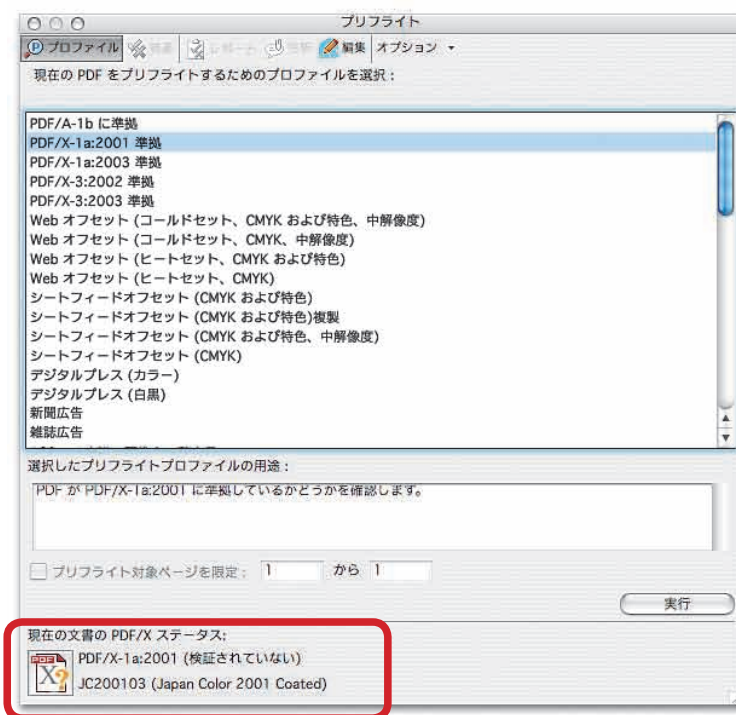 プリフライト
プロファイル 編集 オプション
現在の PDF をプリフライトするためのプロファイルを選択：
PDF/A-1b に準拠
PDF/X-1a:2001 準拠
PDF/X-1a:2003 準拠
PDF/X-3:2002 準拠
PDF/X-3:2003 準拠
Web オフセット (コールドセット、CMYK および特色、中解像度)
Web オフセット (コールドセット、CMYK、中解像度)
Web オフセット (ヒートセット、CMYK および特色)
Web オフセット (ヒートセット、CMYK)
シートフィードオフセット (CMYK および特色)
シートフィードオフセット (CMYK および特色)複製
シートフィードオフセット (CMYK および特色、中解像度)
シートフィードオフセット (CMYK)
デジタルプレス (カラー)
デジタルプレス (白黒)
新聞広告
雑誌広告
選択したプリフライトプロファイルの用途：
PDF が PDF/X-1a:2001 に準拠しているかどうかを確認します。
プリフライト対象ページを限定： 1 から 1
実行
現在の文書の PDF/X ステータス:
PDF/X-1a:2001 (検証されていない)
JC200103 (Japan Color 2001 Coated)